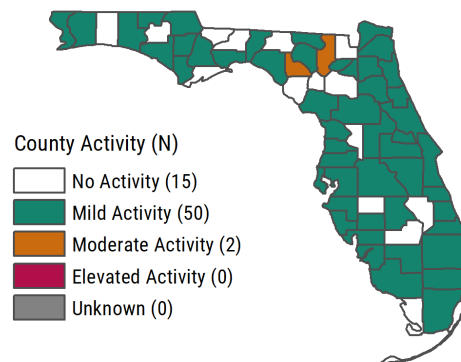 County Activity (N)
No Activity (15)
Mild Activity (50)
Moderate Activity (2)
Elevated Activity (0)
Unknown (0)